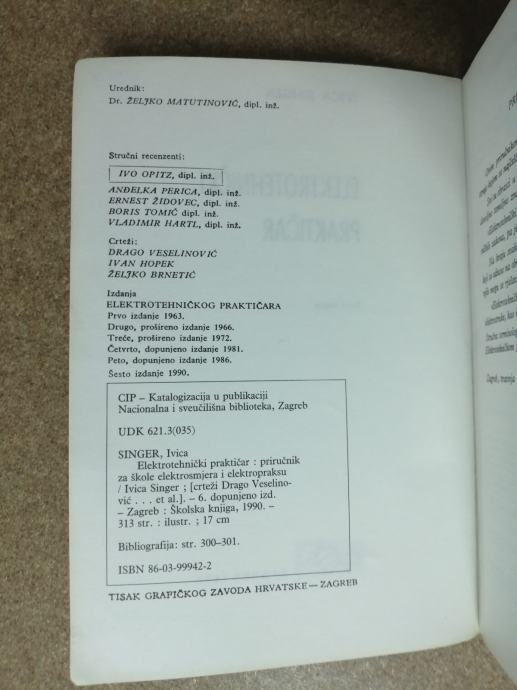 Urednik:
Dr. ŽELJKO MATUTINOVIĆ, dipl. inž.
Stručni recenzenti:
IVO OPITZ, dipl. inž.
ANĐELKA PERICA, dipl. inž.
ERNEST ŽIDOVEC, dipl. inž.
BORIS TOMIĆ dipl. inž.
VLADIMIR HARTL, dipl. inž.
Crteži:
DRAGO VESELINOVIĆ
IVAN HOPEK
ŽELJKO BRNETIĆ
Izdanja
ELEKTROTEHNIČKOG PRAKTIČARA
Prvo izdanje 1963.
Drugo, prošireno izdanje 1966.
Treće, prošireno izdanje 1972.
Četvrto, dopunjeno izdanje 1981.
Peto, dopunjeno izdanje 1986.
Šesto izdanje 1990.
CIP – Katalogizacija u publikaciji
Nacionalna i sveučilišna biblioteka, Zagreb
UDK 621.3(035)
SINGER, Ivica
Elektrotehnički praktičar : priručnik
za škole elektrosmjera i elektropraksu
/ Ivica Singer ; [crteži Drago Veselino-
vić . . . et al.]. – 6. dopunjeno izd.
– Zagreb : Školska knjiga, 1990. –
313 str. : ilustr. ; 17 cm
Bibliografija: str. 300–301.
ISBN 86-03-99942-2
TISAK GRAFIČKOG ZAVODA HRVATSKE — ZAGREB